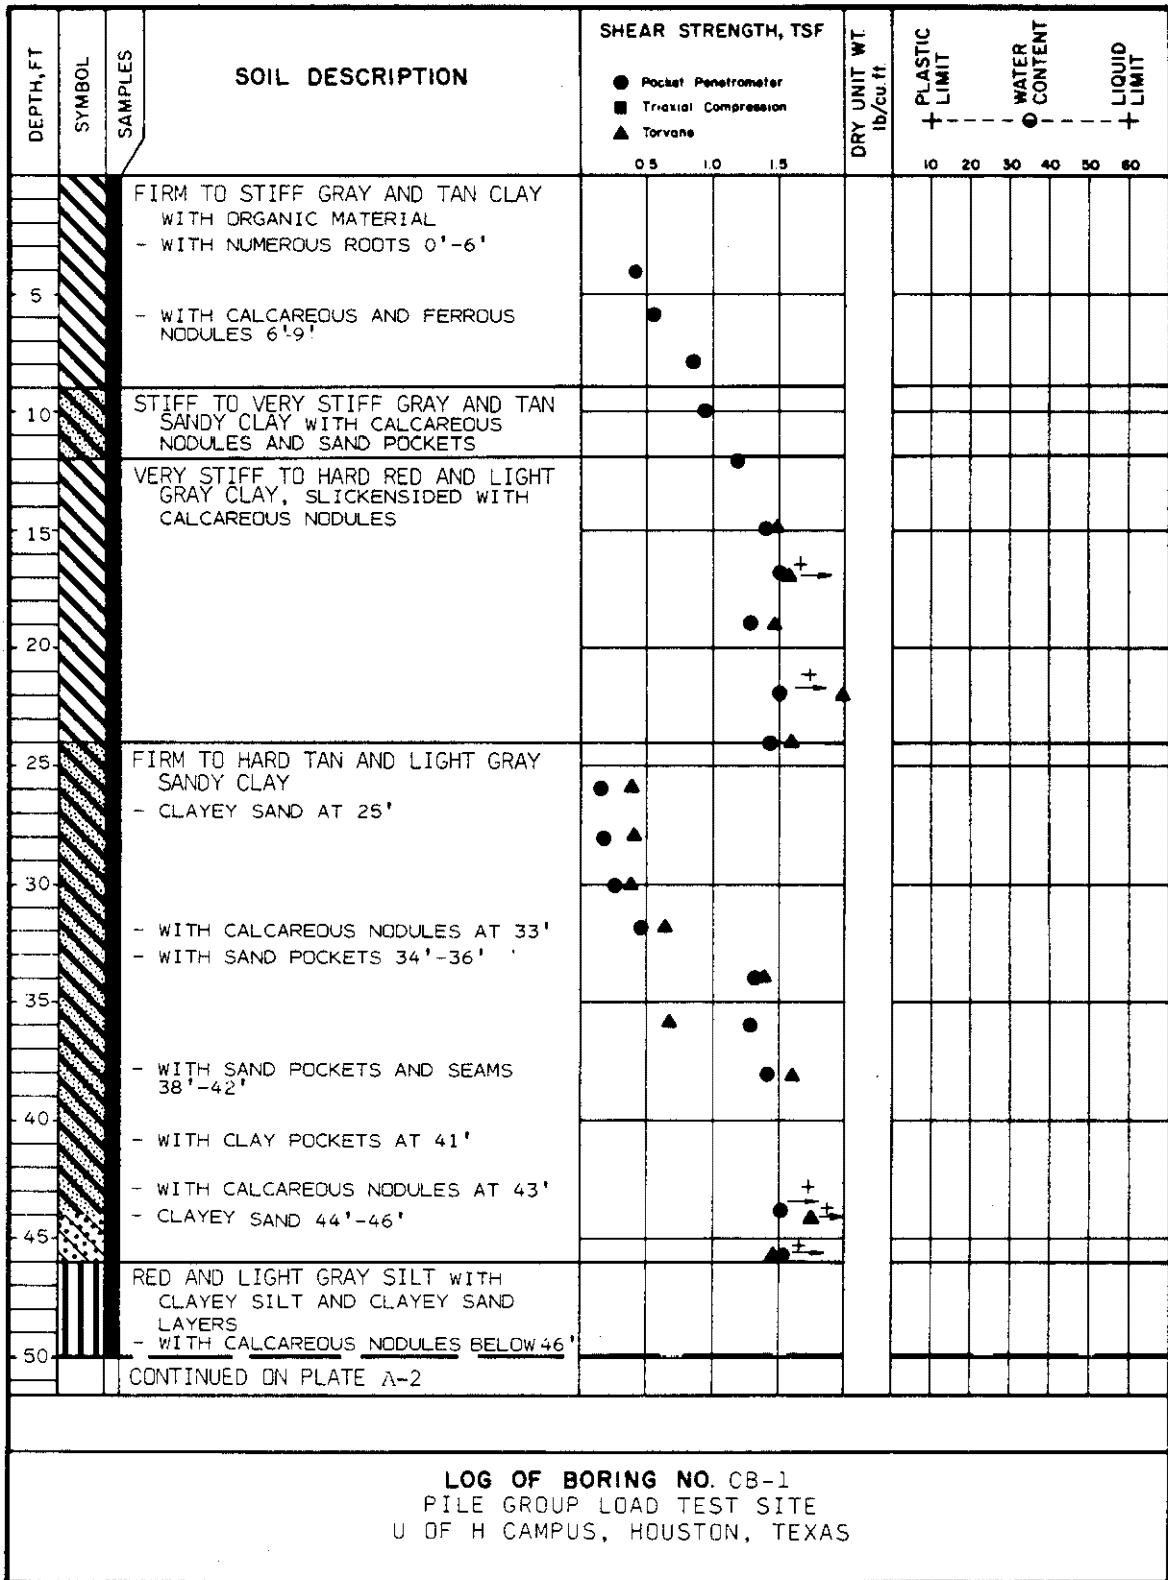 DEPTH, FT
SYMBOL
SAMPLES
SOIL DESCRIPTION
SHEAR STRENGTH, TSF
● Pocket Penetrometer
■ Triaxial Compression
▲ Torvane
0.5 1.0 1.5
DRY UNIT WT.
lb/cu.ft.
PLASTIC
LIMIT
WATER
CONTENT
LIQUID
LIMIT
10 20 30 40 50 60
FIRM TO STIFF GRAY AND TAN CLAY
WITH ORGANIC MATERIAL
- WITH NUMEROUS ROOTS 0'-6'
5
- WITH CALCAREOUS AND FERROUS
NODULES 6'-9'
STIFF TO VERY STIFF GRAY AND TAN
10
SANDY CLAY WITH CALCAREOUS
NODULES AND SAND POCKETS
VERY STIFF TO HARD RED AND LIGHT
GRAY CLAY, SLICKENSIDED WITH
CALCAREOUS NODULES
15
20
FIRM TO HARD TAN AND LIGHT GRAY
25
SANDY CLAY
- CLAYEY SAND AT 25'
30
- WITH CALCAREOUS NODULES AT 33'
- WITH SAND POCKETS 34'-36'
35
- WITH SAND POCKETS AND SEAMS
38'-42'
40
- WITH CLAY POCKETS AT 41'
- WITH CALCAREOUS NODULES AT 43'
- CLAYEY SAND 44'-46'
45
RED AND LIGHT GRAY SILT WITH
CLAYEY SILT AND CLAYEY SAND
LAYERS
- WITH CALCAREOUS NODULES BELOW 46'
50
CONTINUED ON PLATE A-2
LOG OF BORING NO. CB-1
PILE GROUP LOAD TEST SITE
U OF H CAMPUS, HOUSTON, TEXAS